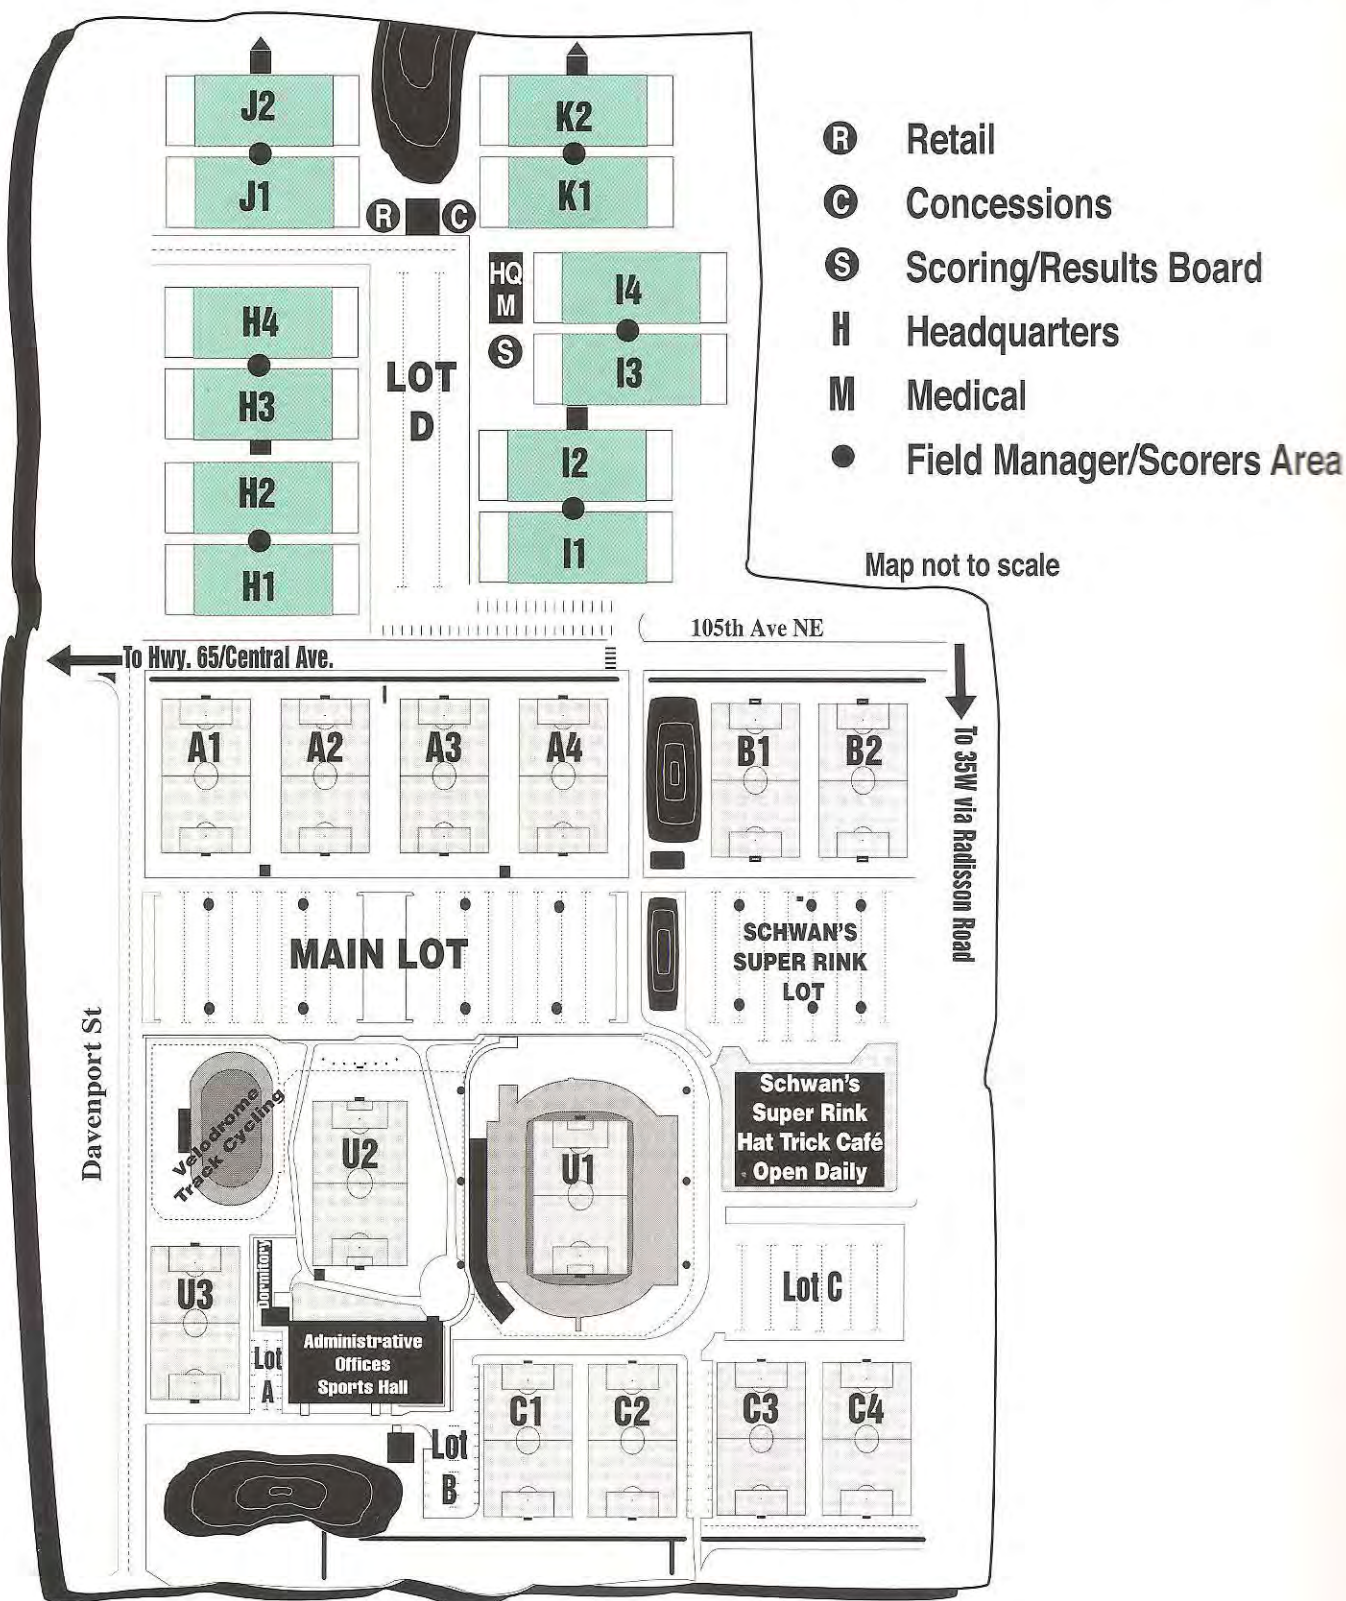 J2
K2
J1
K1
R
C
HQ
M
S
I4
I3
H4
H3
LOT
D
I2
H2
I1
H1
R Retail
C Concessions
S Scoring/Results Board
H Headquarters
M Medical
Field Manager/Scorers Area
Map not to scale
105th Ave NE
To Hwy. 65/Central Ave.
To 35W via Radisson Road
A1
A2
A3
A4
B1
B2
MAIN LOT
SCHWAN'S
SUPER RINK
LOT
Davenport St
Velodrome
Track Cycling
U2
U1
Schwan's
Super Rink
Hat Trick Café
Open Daily
U3
Dormitory
Lot C
Administrative
Offices
Sports Hall
Lot
A
C1
C2
C3
C4
Lot
B